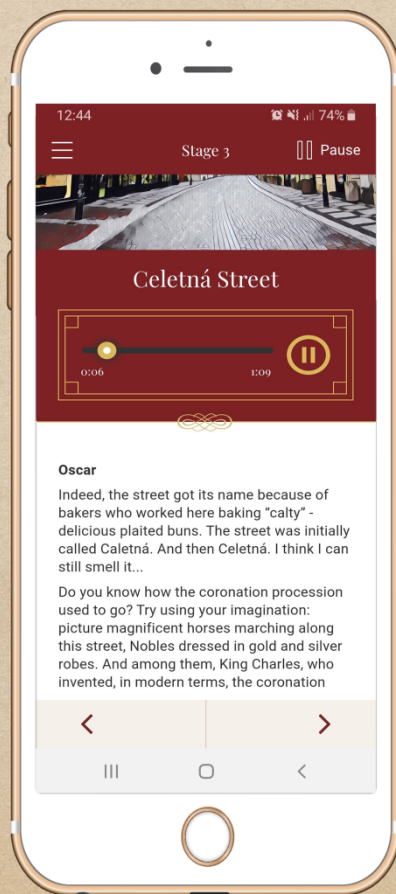 12:44 74%
Stage 3 Pause
Celetná Street
0:06 1:09
Oscar
Indeed, the street got its name because of
bakers who worked here baking “calty” -
delicious plaited buns. The street was initially
called Caletná. And then Celetná. I think I can
still smell it...
Do you know how the coronation procession
used to go? Try using your imagination:
picture magnificent horses marching along
this street, Nobles dressed in gold and silver
robes. And among them, King Charles, who
invented, in modern terms, the coronation